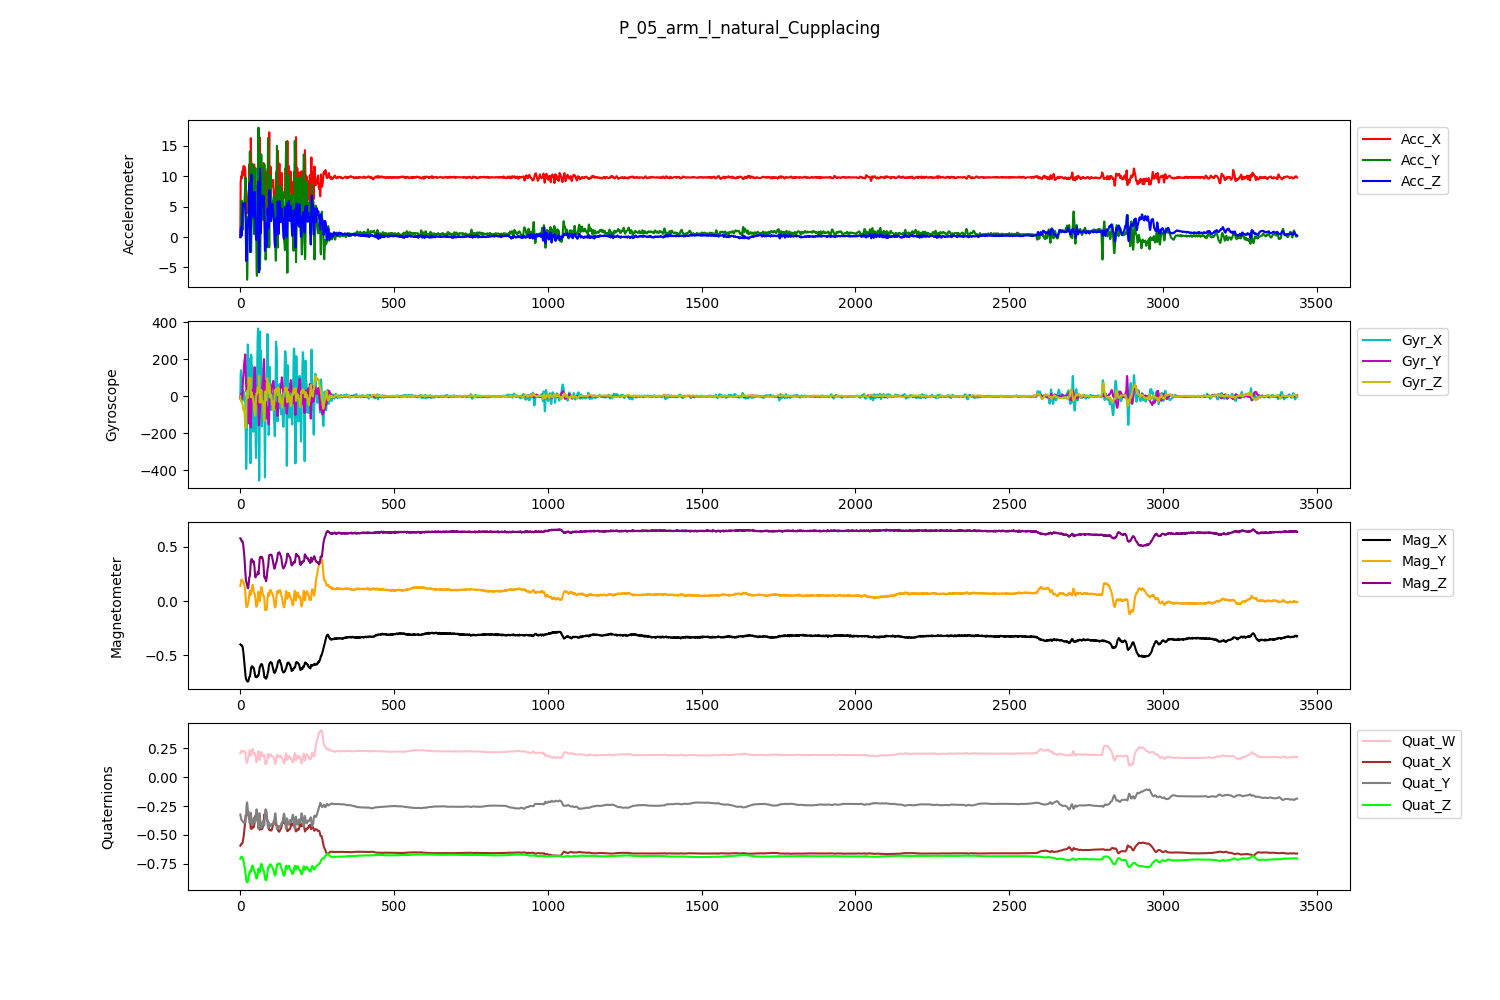 P_05_arm_l_natural_Cupplacing
Accelerometer
15
10
5
0
−5
0 500 1000 1500 2000 2500 3000 3500
Acc_X
Acc_Y
Acc_Z
Gyroscope
400
200
0
−200
−400
0 500 1000 1500 2000 2500 3000 3500
Gyr_X
Gyr_Y
Gyr_Z
Magnetometer
0.5
0.0
−0.5
0 500 1000 1500 2000 2500 3000 3500
Mag_X
Mag_Y
Mag_Z
Quaternions
0.25
0.00
−0.25
−0.50
−0.75
0 500 1000 1500 2000 2500 3000 3500
Quat_W
Quat_X
Quat_Y
Quat_Z